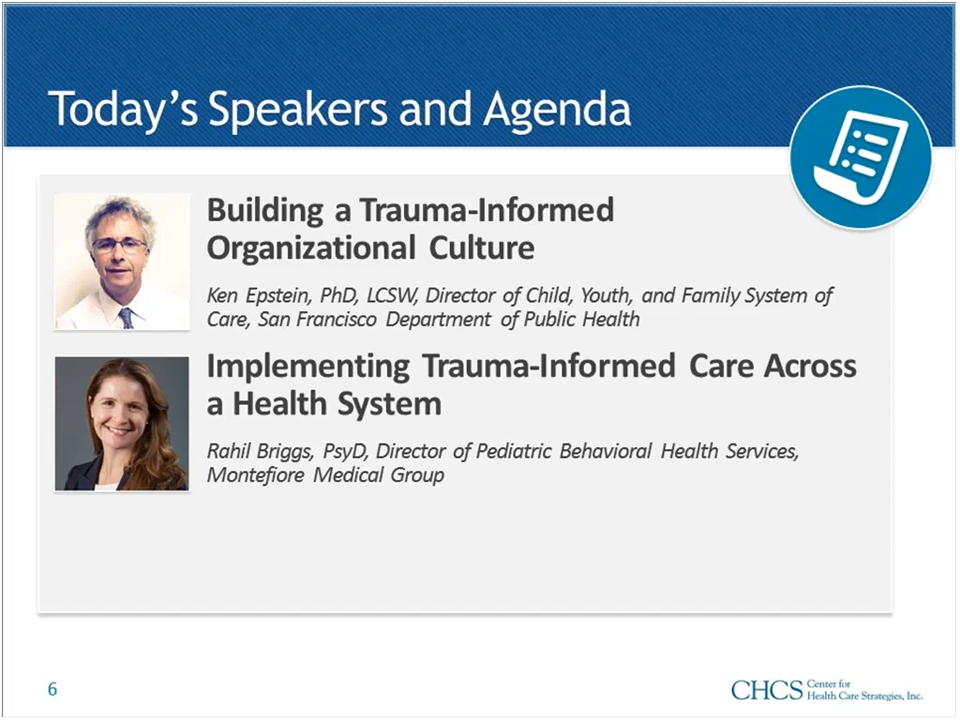 Today's Speakers and Agenda
Building a Trauma-Informed
Organizational Culture
Ken Epstein, PhD, LCSW, Director of Child, Youth, and Family System of
Care, San Francisco Department of Public Health
Implementing Trauma-Informed Care Across
a Health System
Rahil Briggs, PsyD, Director of Pediatric Behavioral Health Services,
Montefiore Medical Group
6
CHCS Center for
Health Care Strategies, Inc.